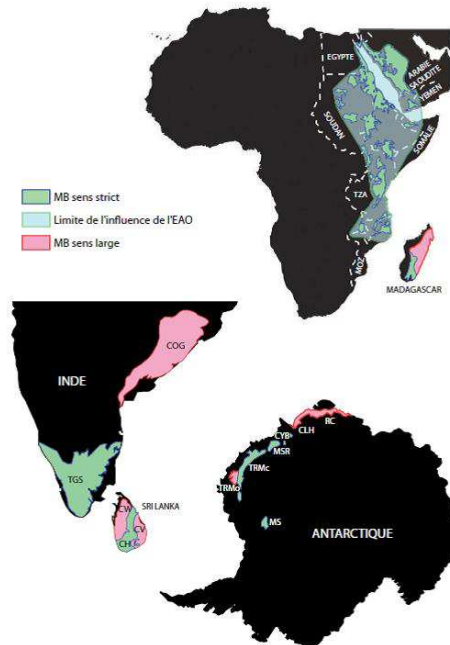 EGYPTE
ARABIE
SAOUDITE
YEMEN
SOUDAN
SOMALIE
TZA
MOZ
MADAGASCAR
MB sens strict
Limite de l'influence de l'EAO
MB sens large
COG
INDE
TGS
SRI LANKA
CW
CV
CH
RC
CLH
CYB
MSR
TRMc
TRMo
MS
ANTARCTIQUE